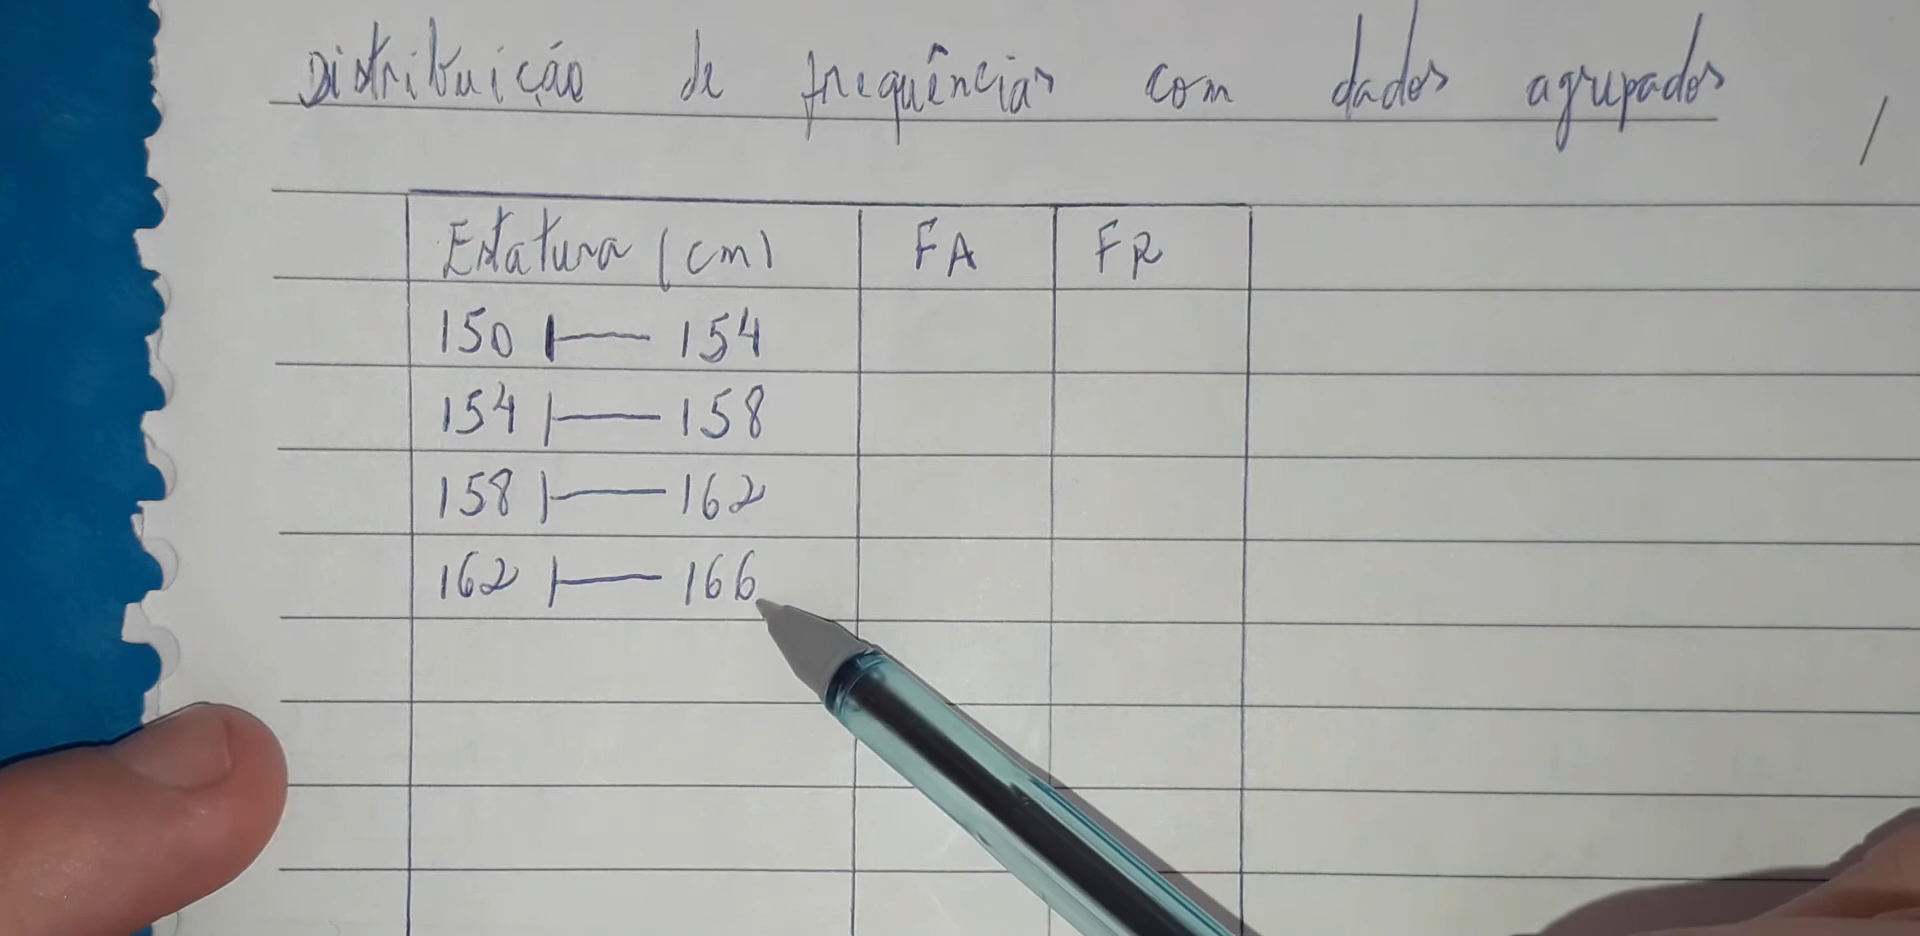 Distribuição de frequências com dados agrupados
Estatura (cm) FA FR
150 |— 154
154 |— 158
158 |— 162
162 |— 166